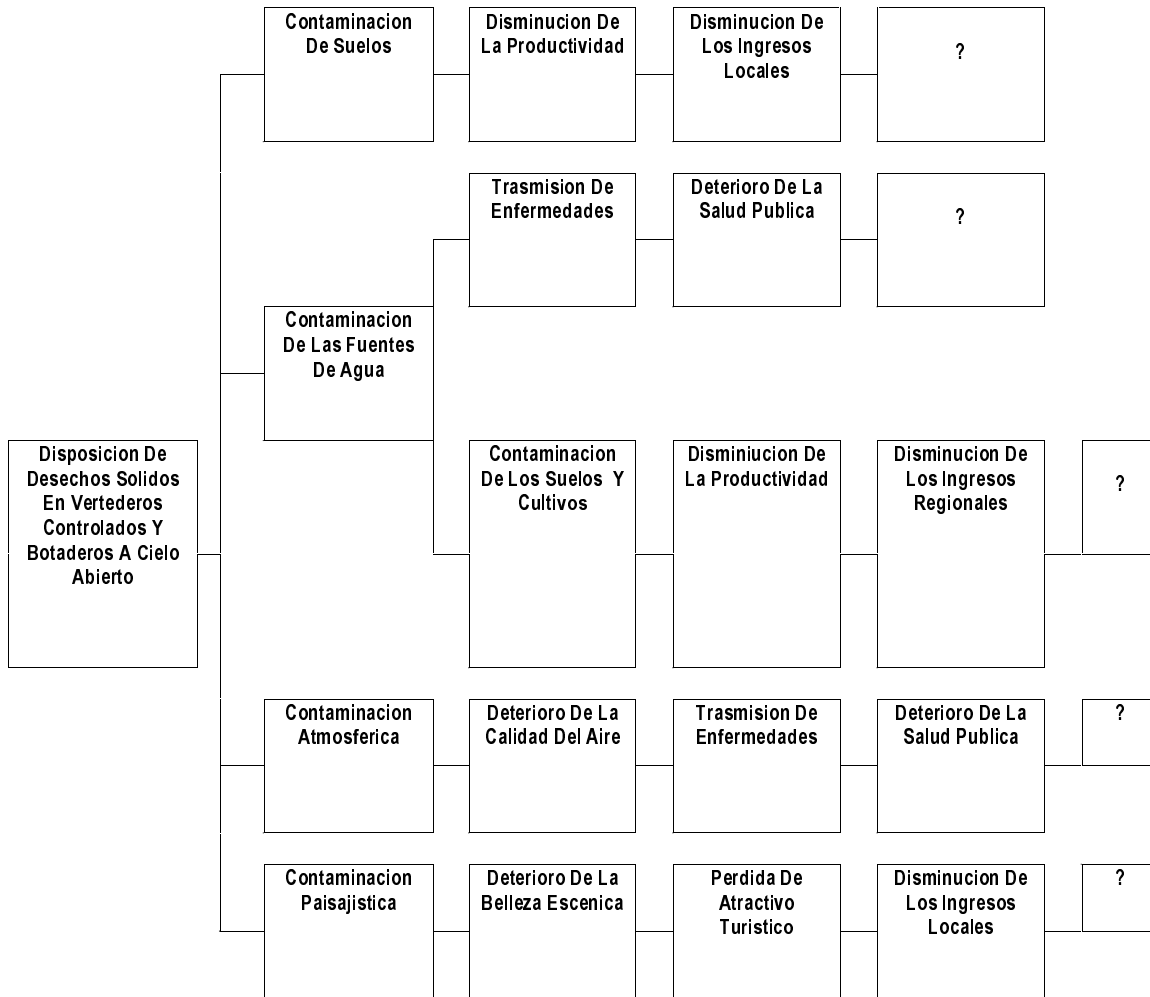 Contaminacion
De Suelos
Disminucion De
La Productividad
Disminucion De
Los Ingresos
Locales
?
Trasmision De
Enfermedades
Deterioro De La
Salud Publica
?
Contaminacion
De Las Fuentes
De Agua
Disposicion De
Desechos Solidos
En Vertederos
Controlados Y
Botaderos A Cielo
Abierto
Contaminacion
De Los Suelos Y
Cultivos
Disminiucion De
La Productividad
Disminucion De
Los Ingresos
Regionales
?
Contaminacion
Atmosferica
Deterioro De La
Calidad Del Aire
Trasmision De
Enfermedades
Deterioro De La
Salud Publica
?
Contaminacion
Paisajistica
Deterioro De La
Belleza Escenica
Perdida De
Atractivo
Turistico
Disminucion De
Los Ingresos
Locales
?